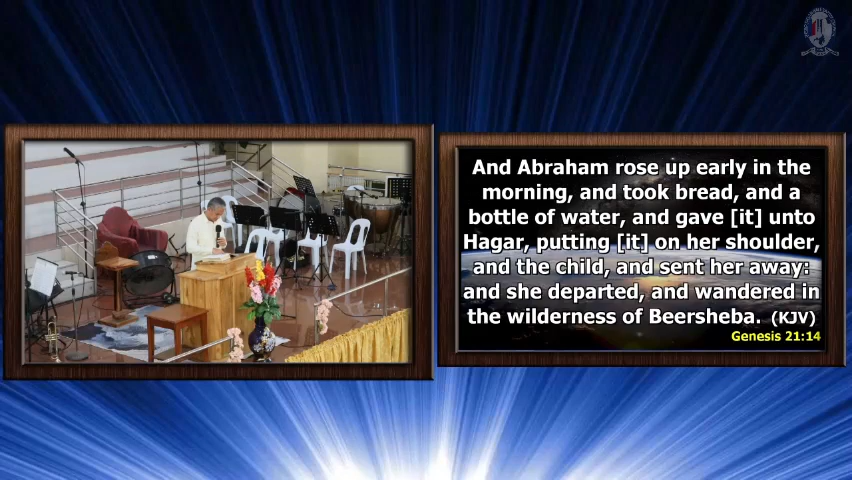 And Abraham rose up early in the
morning, and took bread, and a
bottle of water, and gave [it] unto
Hagar, putting [it] on her shoulder,
and the child, and sent her away:
and she departed, and wandered in
the wilderness of Beersheba. (KJV)
Genesis 21:14